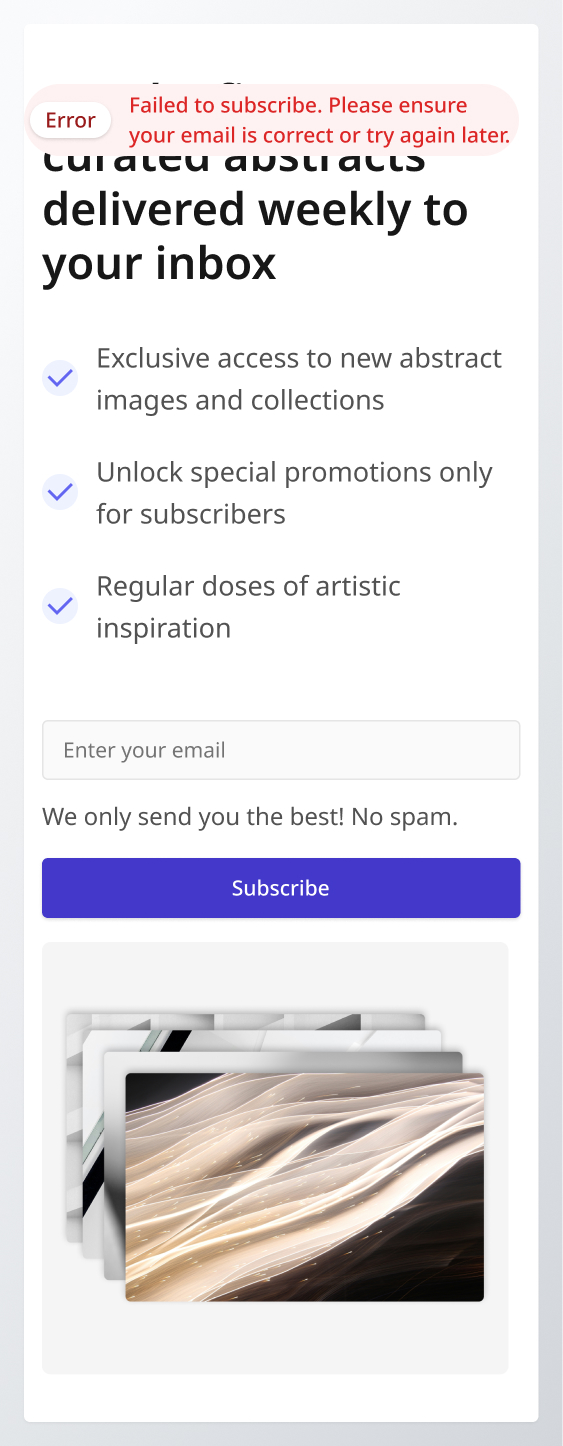 Error
Failed to subscribe. Please ensure
your email is correct or try again later.
curated abstracts
delivered weekly to
your inbox
Exclusive access to new abstract
images and collections
Unlock special promotions only
for subscribers
Regular doses of artistic
inspiration
Enter your email
We only send you the best! No spam.
Subscribe